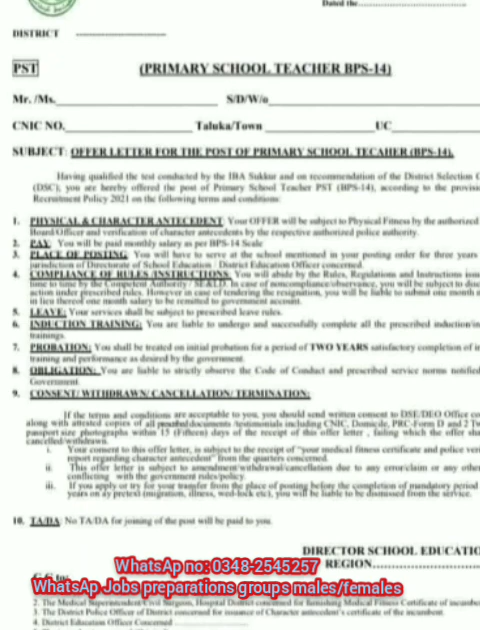 Dated the
DISTRICT
PST (PRIMARY SCHOOL TEACHER BPS-14)
Mr. /Ms. S/D/W/o
CNIC NO. Taluka/Town UC
SUBJECT: OFFER LETTER FOR THE POST OF PRIMARY SCHOOL TECAHER (BPS-14).
Having qualified the test conducted by the IBA Sukkur and on recommendation of the District Selection C
(DSC), you are hereby offered the post of Primary School Teacher PST (BPS-14), according to the provisi
Recruitment Policy 2021 on the following terms and conditions:
1. PHYSICAL & CHARACTER ANTECEDENT: Your OFFER will be subject to Physical Fitness by the authorized
Board/Officer and verification of character antecedents by the respective authorized police authority.
2. PAY: You will be paid monthly salary as per BPS-14 Scale
3. PLACE OF POSTING: You will have to serve at the school mentioned in your posting order for three years
jurisdiction of Directorate of School Education / District Education Officer concerned.
4. COMPLIANCE OF RULES /INSTRUCTIONS: You will abide by the Rules, Regulations and Instructions issu
time to time by the Competent Authority / SE&LD. In case of noncompliance/observance, you will be subject to disc
action under prescribed rules. However in case of tendering the resignation, you will be liable to submit one month a
in lieu thereof one month salary to be remitted to government account.
5. LEAVE: Your services shall be subject to prescribed leave rules.
6. INDUCTION TRAINING: You are liable to undergo and successfully complete all the prescribed induction/in
trainings.
7. PROBATION: You shall be treated on initial probation for a period of TWO YEARS satisfactory completion of in
training and performance as desired by the government.
8. OBLIGATION: You are liable to strictly observe the Code of Conduct and prescribed service norms notified
Government.
9. CONSENT/ WITHDRAWN/ CANCELLATION/ TERMINATION:
If the terms and conditions are acceptable to you, you should send written consent to DSE/DEO Office co
along with attested copies of all presented documents /testimonials including CNIC, Domicile, PRC-Form D and 2 Tw
passport size photographs within 15 (Fifteen) days of the receipt of this offer letter , failing which the offer sha
cancelled/withdrawn.
i. Your consent to this offer letter, is subject to the receipt of "your medical fitness certificate and police veri
report regarding character antecedent" from the quarters concerned.
ii. This offer letter is subject to amendment/withdrawal/cancellation due to any error/claim or any other
conflicting with the government rules/policy.
iii. If you apply or try for your transfer from the place of posting before the completion of mandatory period
years on ay pretext (migration, illness, wed-lock etc), you will be liable to be dismissed from the service.
10. TA/DA: No TA/DA for joining of the post will be paid to you.
DIRECTOR SCHOOL EDUCATIO
WhatsAp no: 0348-2545257 REGION
C.C to:
WhatsAp Jobs preparations groups males/females
2. The Medical Superintendent/Civil Surgeon, Hospital District concerned for furnishing Medical Fitness Certificate of incumbe
3. The District Police Officer of District concerned for issuance of Character antecedent's certificate of the incumbent.
4. District Education Officer Concerned